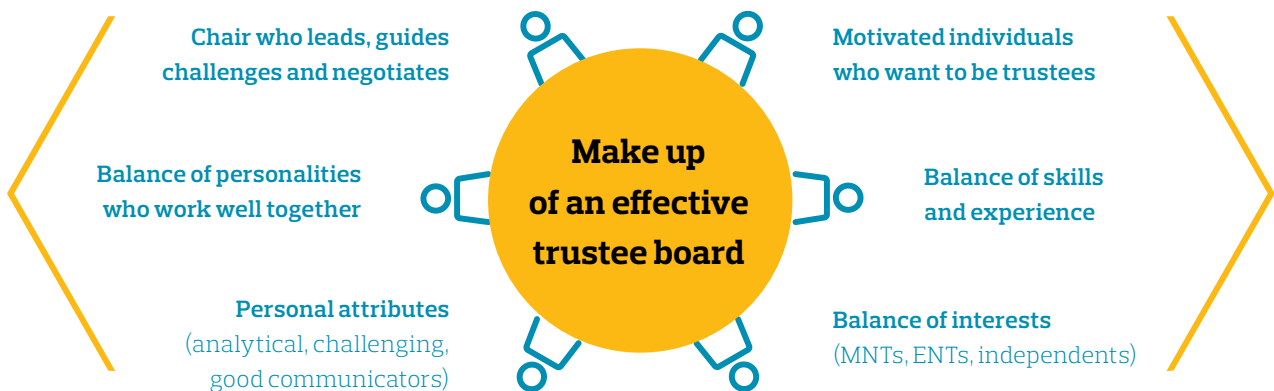 Chair who leads, guides
challenges and negotiates
Balance of personalities
who work well together
Personal attributes
(analytical, challenging,
good communicators)
Make up
of an effective
trustee board
Motivated individuals
who want to be trustees
Balance of skills
and experience
Balance of interests
(MNTs, ENTs, independents)